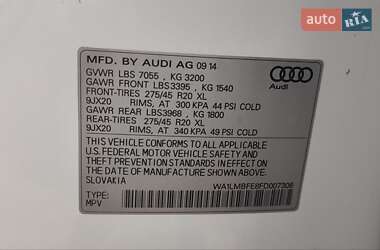 auto RIA.com
MFD. BY AUDI AG 09 14
GVWR LBS 7055 , KG 3200
GAWR FRONT LBS3395 , KG 1540
FRONT-TIRES 275/45 R20 XL
9JX20 RIMS, AT 300 KPA 44 PSI COLD
GAWR REAR LBS3968, KG 1800
REAR-TIRES 275/45 R20 XL
9JX20 RIMS, AT 340 KPA 49 PSI COLD
Audi
THIS VEHICLE CONFORMS TO ALL APPLICABLE
U.S. FEDERAL MOTOR VEHICLE SAFETY AND
THEFT PREVENTION STANDARDS IN EFFECT ON
THE DATE OF MANUFACTURE SHOWN ABOVE.
SLOVAKIA WA1LMBFE8FD007306
TYPE:
MPV